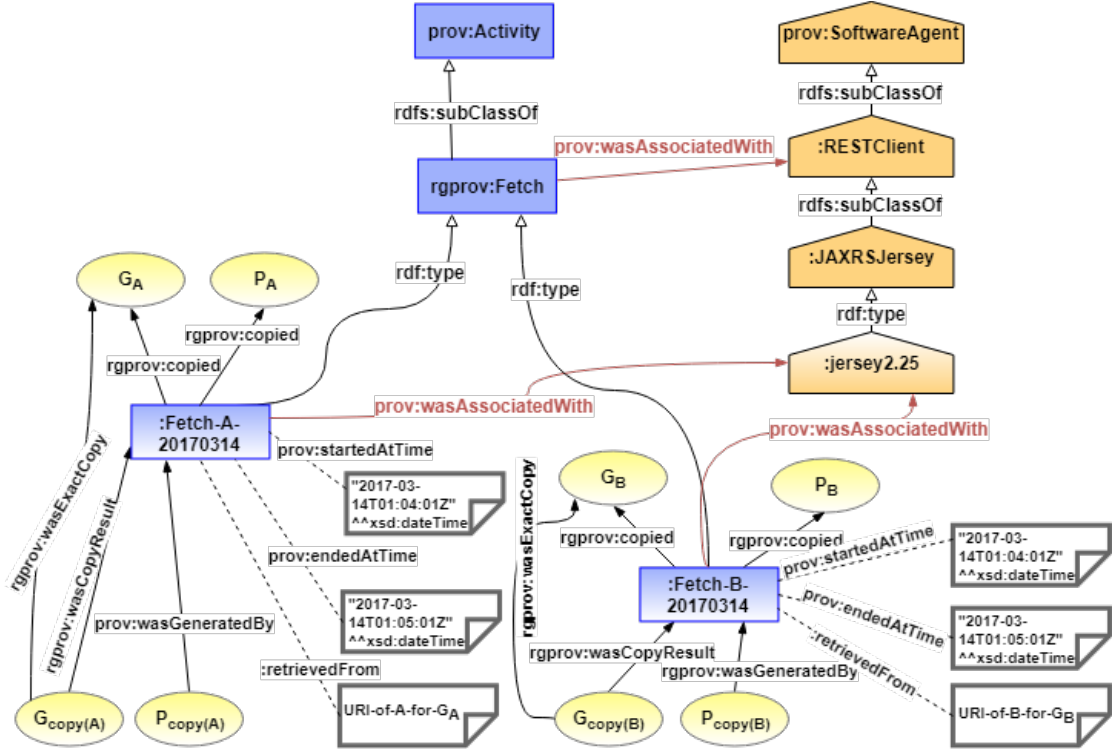 prov:Activity
prov:SoftwareAgent
rdfs:subClassOf
rdfs:subClassOf
prov:wasAssociatedWith
:RESTClient
rgprov:Fetch
rdfs:subClassOf
:JAXRSJersey
GA
PA
rdf:type
rdf:type
rdf:type
rgprov:copied
rgprov:copied
:jersey2.25
prov:wasAssociatedWith
:Fetch-A-
20170314
prov:wasAssociatedWith
prov:startedAtTime
rgprov:wasExactCopy
rgprov:wasCopyResult
"2017-03-
14T01:04:01Z"
^^xsd:dateTime
GB
PB
rgprov:wasExactCopy
rgprov:copied
rgprov:copied
prov:startedAtTime
"2017-03-
14T01:04:01Z"
^^xsd:dateTime
prov:endedAtTime
:Fetch-B-
20170314
prov:endedAtTime
"2017-03-
14T01:05:01Z"
^^xsd:dateTime
"2017-03-
14T01:05:01Z"
^^xsd:dateTime
prov:wasGeneratedBy
rgprov:wasCopyResult
rgprov:wasGeneratedBy
:retrievedFrom
:retrievedFrom
Gcopy(A)
Pcopy(A)
URI-of-A-for-GA
Gcopy(B)
Pcopy(B)
URI-of-B-for-GB